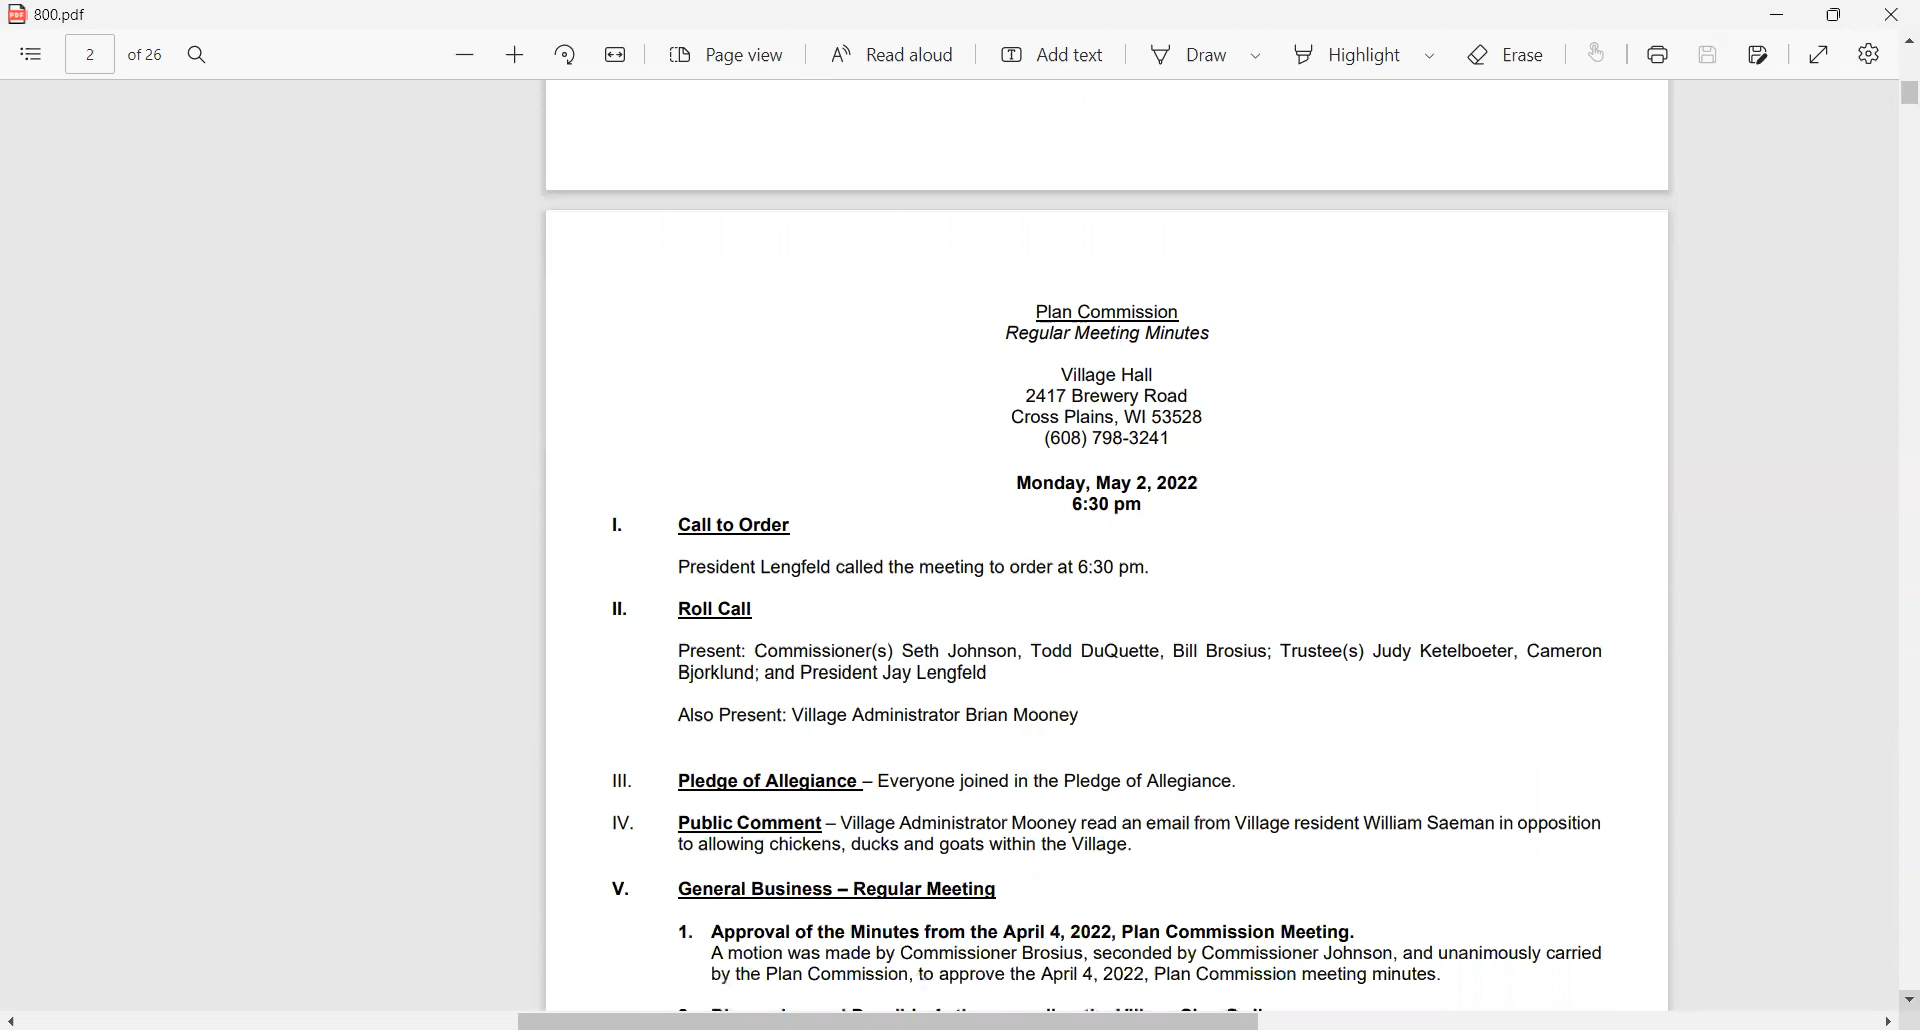 800.pdf
2 of 26 Page view Read aloud Add text Draw Highlight Erase
Plan Commission
Regular Meeting Minutes
Village Hall
2417 Brewery Road
Cross Plains, WI 53528
(608) 798-3241
Monday, May 2, 2022
6:30 pm
I. Call to Order
President Lengfeld called the meeting to order at 6:30 pm.
II. Roll Call
Present: Commissioner(s) Seth Johnson, Todd DuQuette, Bill Brosius; Trustee(s) Judy Ketelboeter, Cameron
Bjorklund; and President Jay Lengfeld
Also Present: Village Administrator Brian Mooney
III. Pledge of Allegiance – Everyone joined in the Pledge of Allegiance.
IV. Public Comment – Village Administrator Mooney read an email from Village resident William Saeman in opposition
to allowing chickens, ducks and goats within the Village.
V. General Business – Regular Meeting
1. Approval of the Minutes from the April 4, 2022, Plan Commission Meeting.
A motion was made by Commissioner Brosius, seconded by Commissioner Johnson, and unanimously carried
by the Plan Commission, to approve the April 4, 2022, Plan Commission meeting minutes.